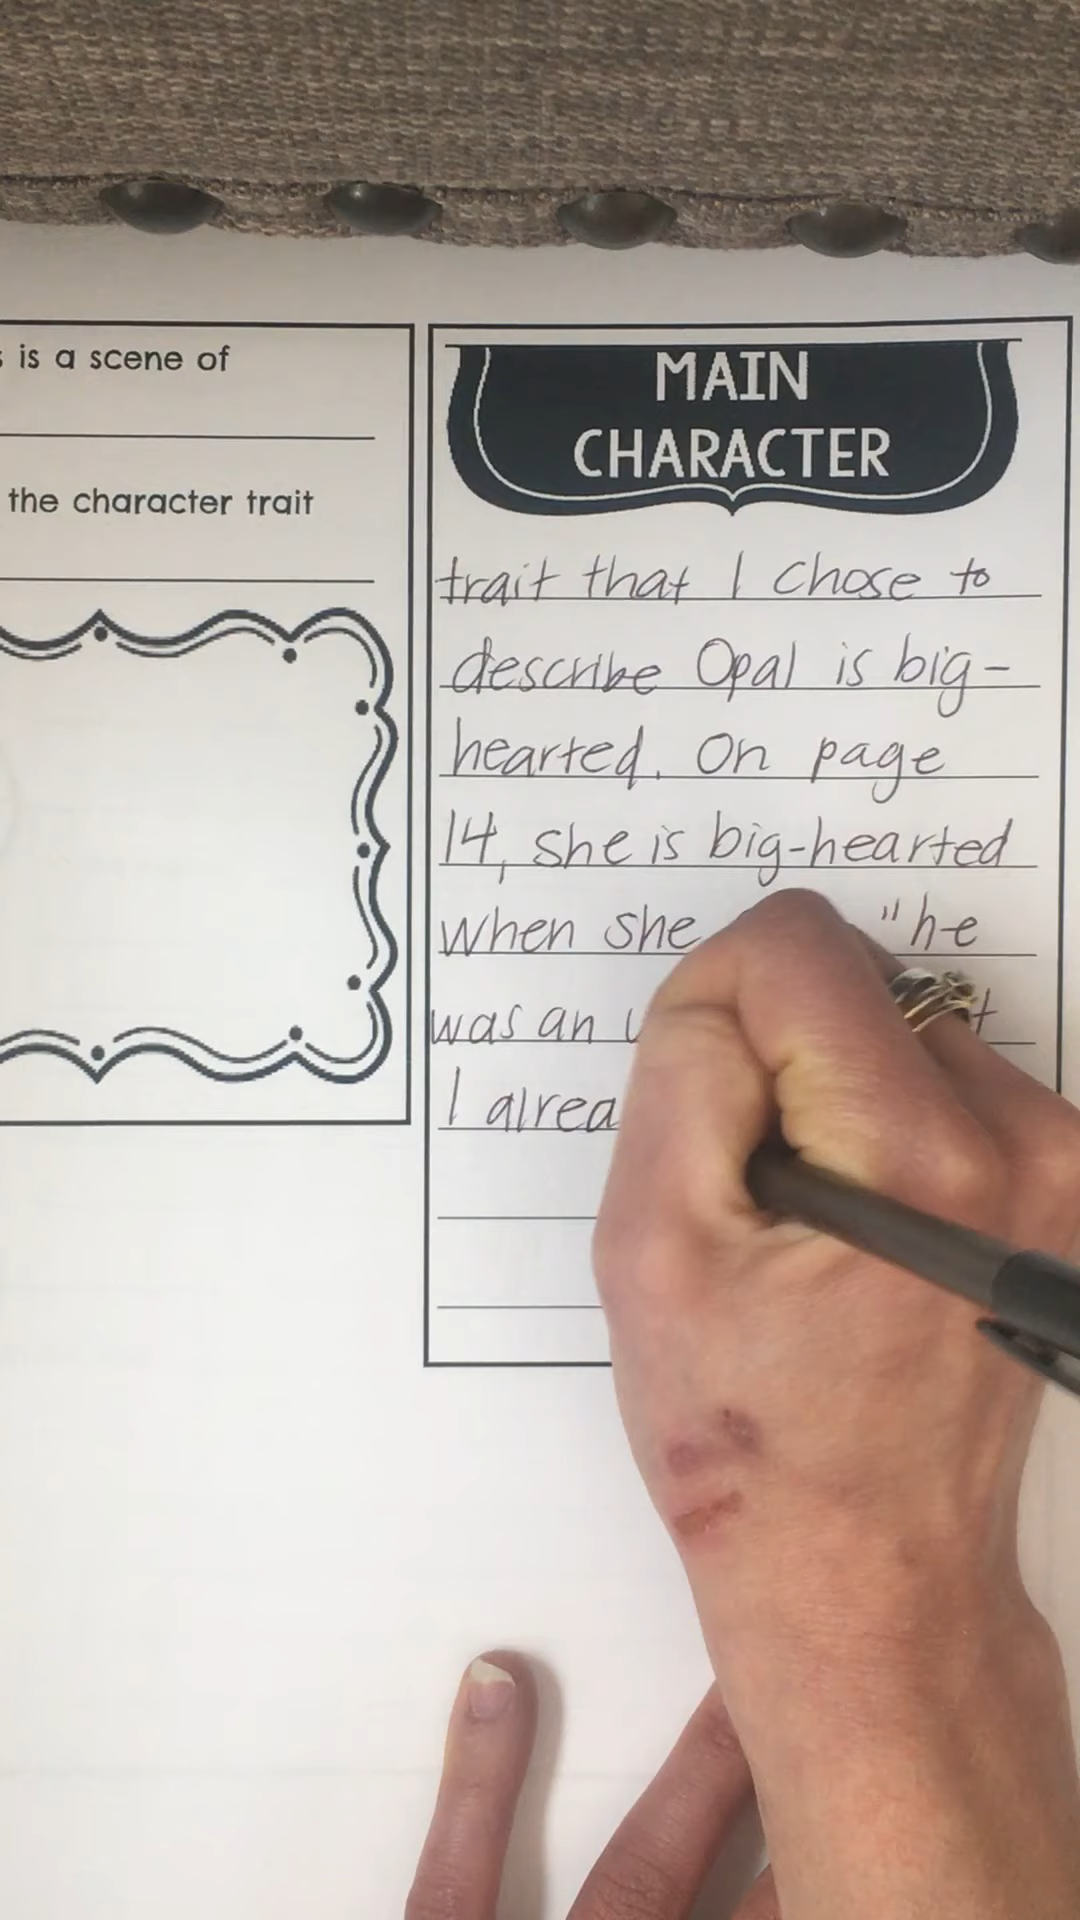 is a scene of
the character trait
MAIN
CHARACTER
trait that I chose to
describe Opal is big-
hearted. On page
14, she is big-hearted
when she "he
was an
I